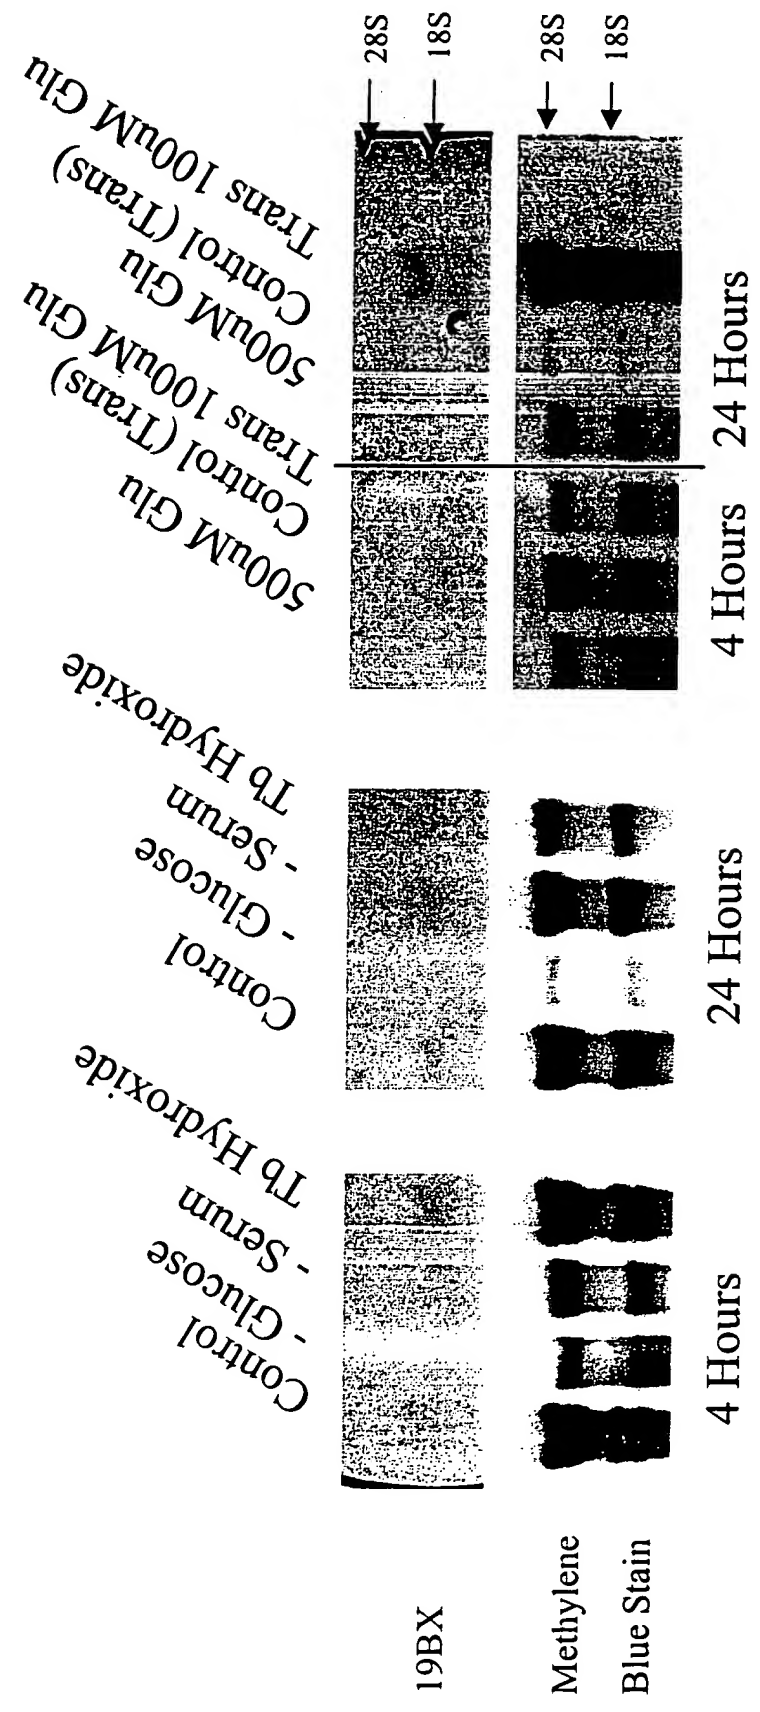 Control
- Glucose
- Serum
Tb Hydroxide
Control
- Glucose
- Serum
Tb Hydroxide
500uM Glu
Control (Trans)
Trans 100uM Glu
500uM Glu
Control (Trans)
Trans 100uM Glu
19BX
28S
18S
Methylene
Blue Stain
28S
18S
4 Hours
24 Hours
4 Hours
24 Hours